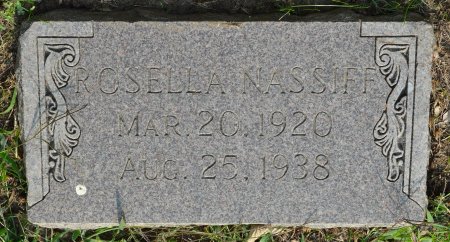 ROSELLA NASSIFF
MAR. 20, 1920
AUG. 25, 1938